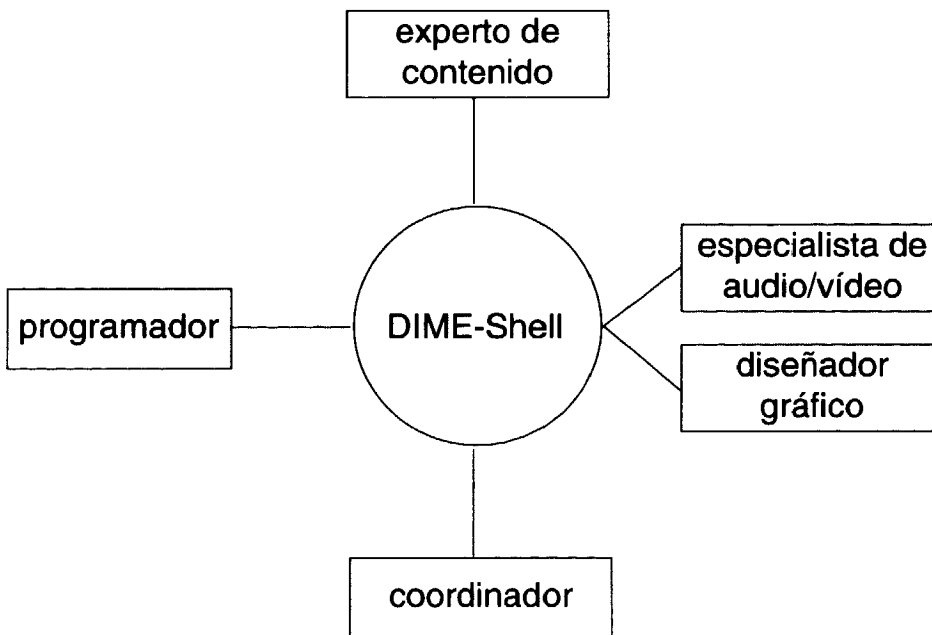 experto de
contenido
especialista de
audio/vídeo
programador
DIME-Shell
diseñador
gráfico
coordinador